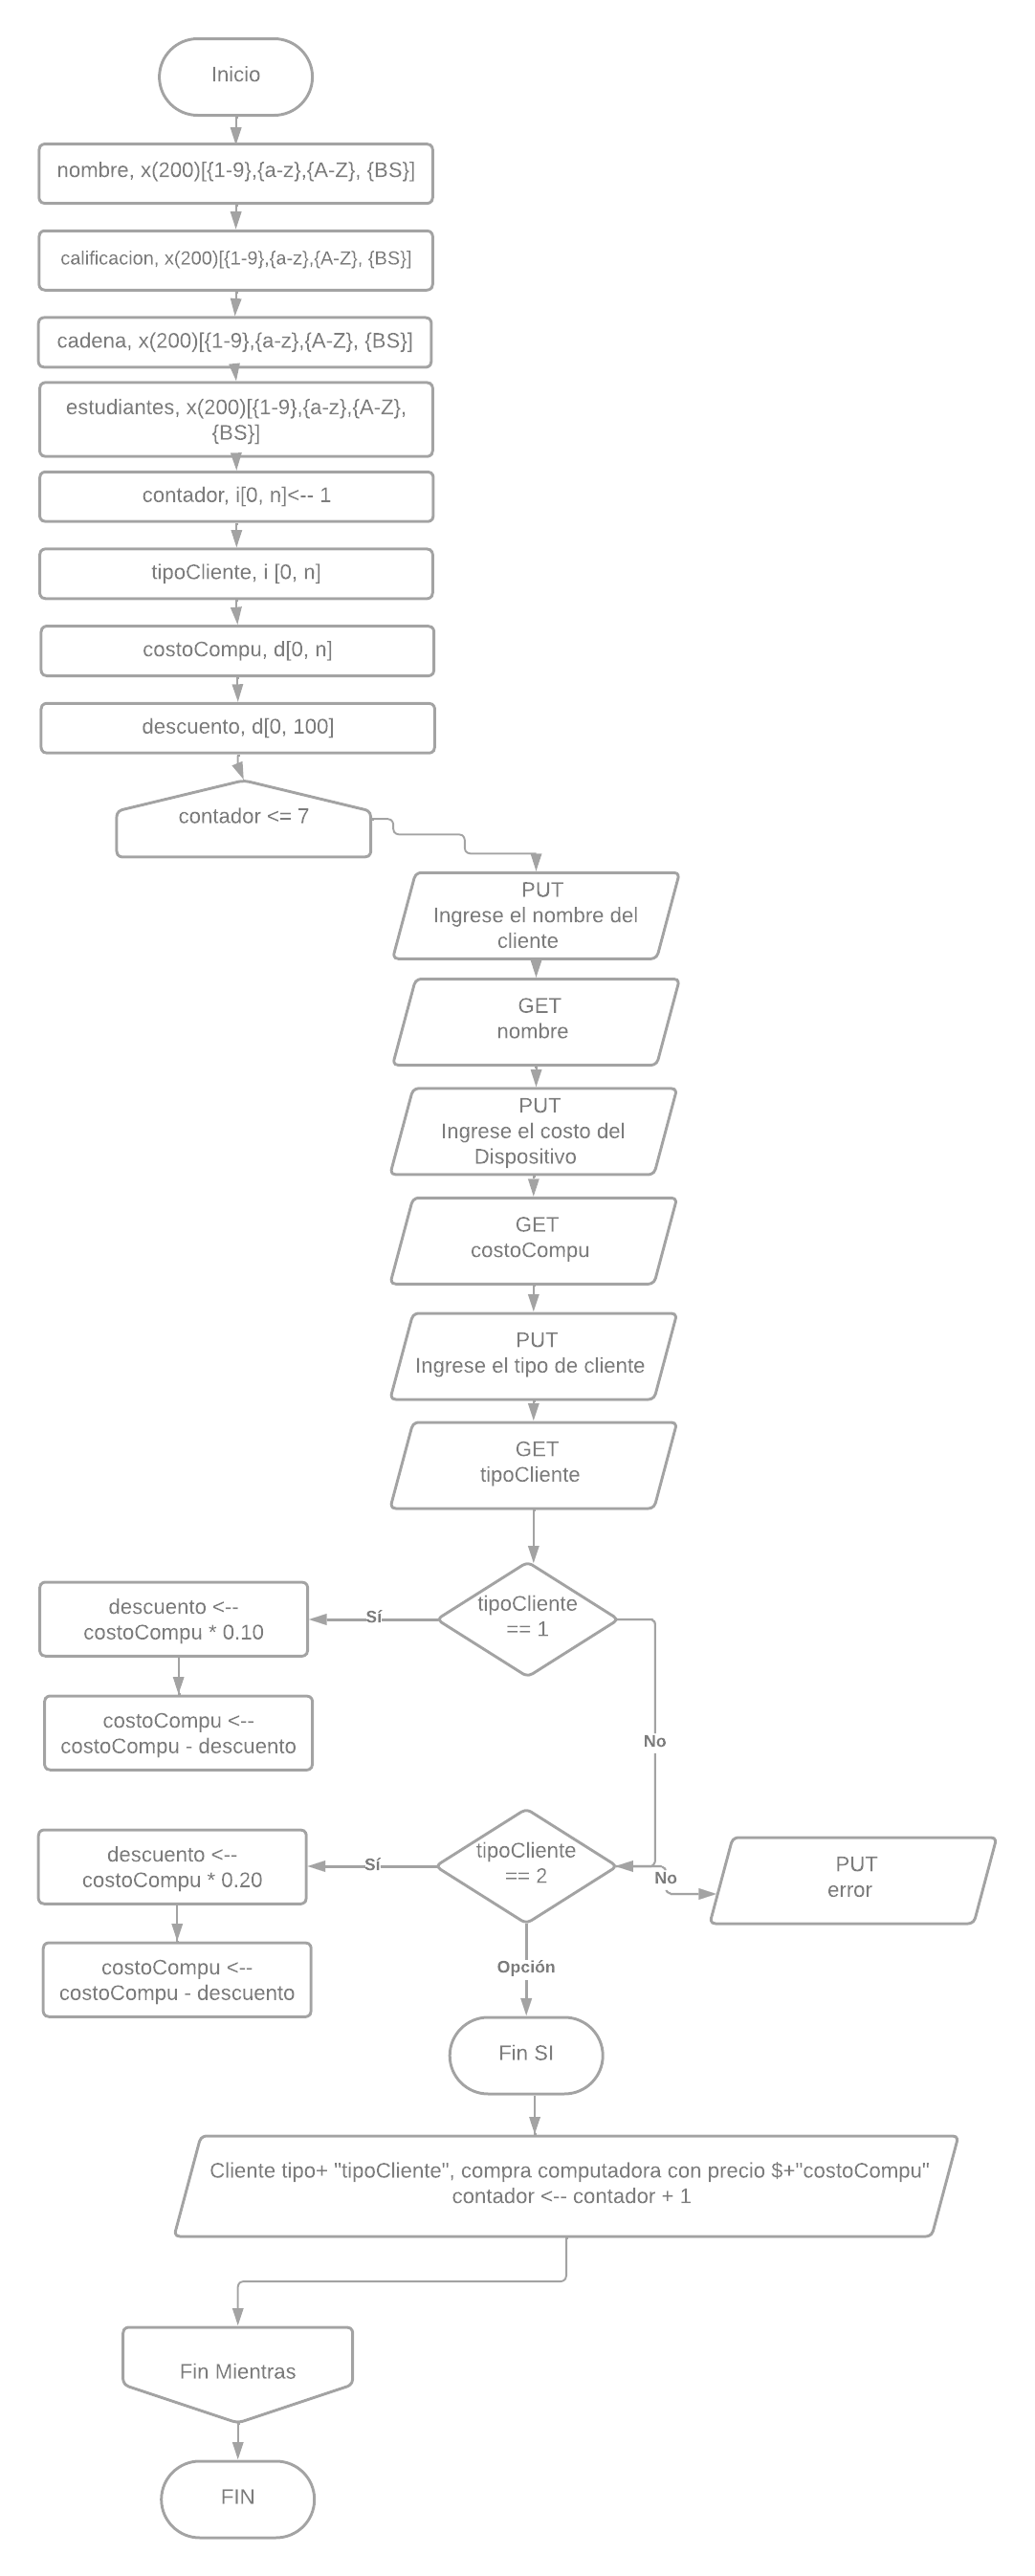 Inicio
nombre, x(200)[{1-9},{a-z},{A-Z}, {BS}]
calificacion, x(200)[{1-9},{a-z},{A-Z}, {BS}]
cadena, x(200)[{1-9},{a-z},{A-Z}, {BS}]
estudiantes, x(200)[{1-9},{a-z},{A-Z},
{BS}]
contador, i[0, n]<-- 1
tipoCliente, i [0, n]
costoCompu, d[0, n]
descuento, d[0, 100]
contador <= 7
PUT
Ingrese el nombre del
cliente
GET
nombre
PUT
Ingrese el costo del
Dispositivo
GET
costoCompu
PUT
Ingrese el tipo de cliente
GET
tipoCliente
tipoCliente
== 1
Sí
descuento <--
costoCompu * 0.10
costoCompu <--
costoCompu - descuento
No
tipoCliente
== 2
Sí
descuento <--
costoCompu * 0.20
costoCompu <--
costoCompu - descuento
No
PUT
error
Opción
Fin SI
Cliente tipo+ "tipoCliente", compra computadora con precio $+"costoCompu"
contador <-- contador + 1
Fin Mientras
FIN